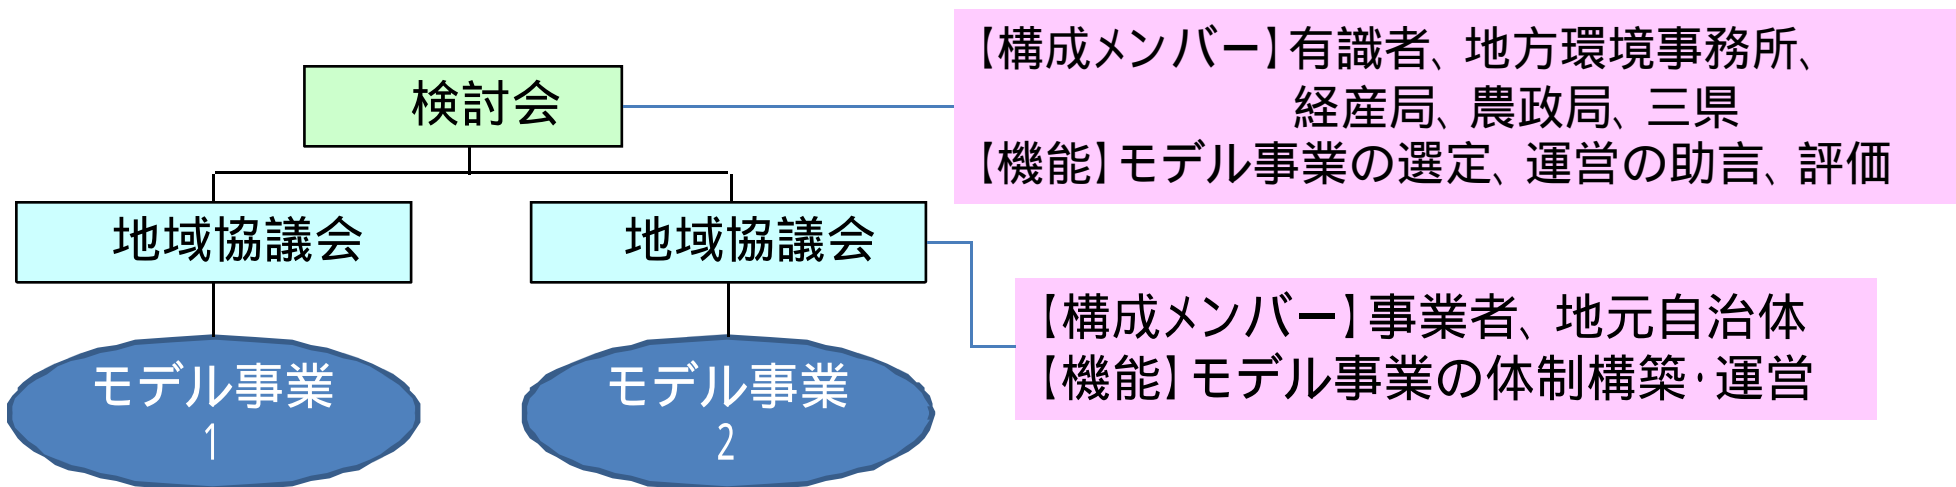 検討会
【構成メンバー】有識者、地方環境事務所、
経産局、農政局、三県
【機能】モデル事業の選定、運営の助言、評価
地域協議会
地域協議会
【構成メンバー】事業者、地元自治体
【機能】モデル事業の体制構築・運営
モデル事業
1
モデル事業
2